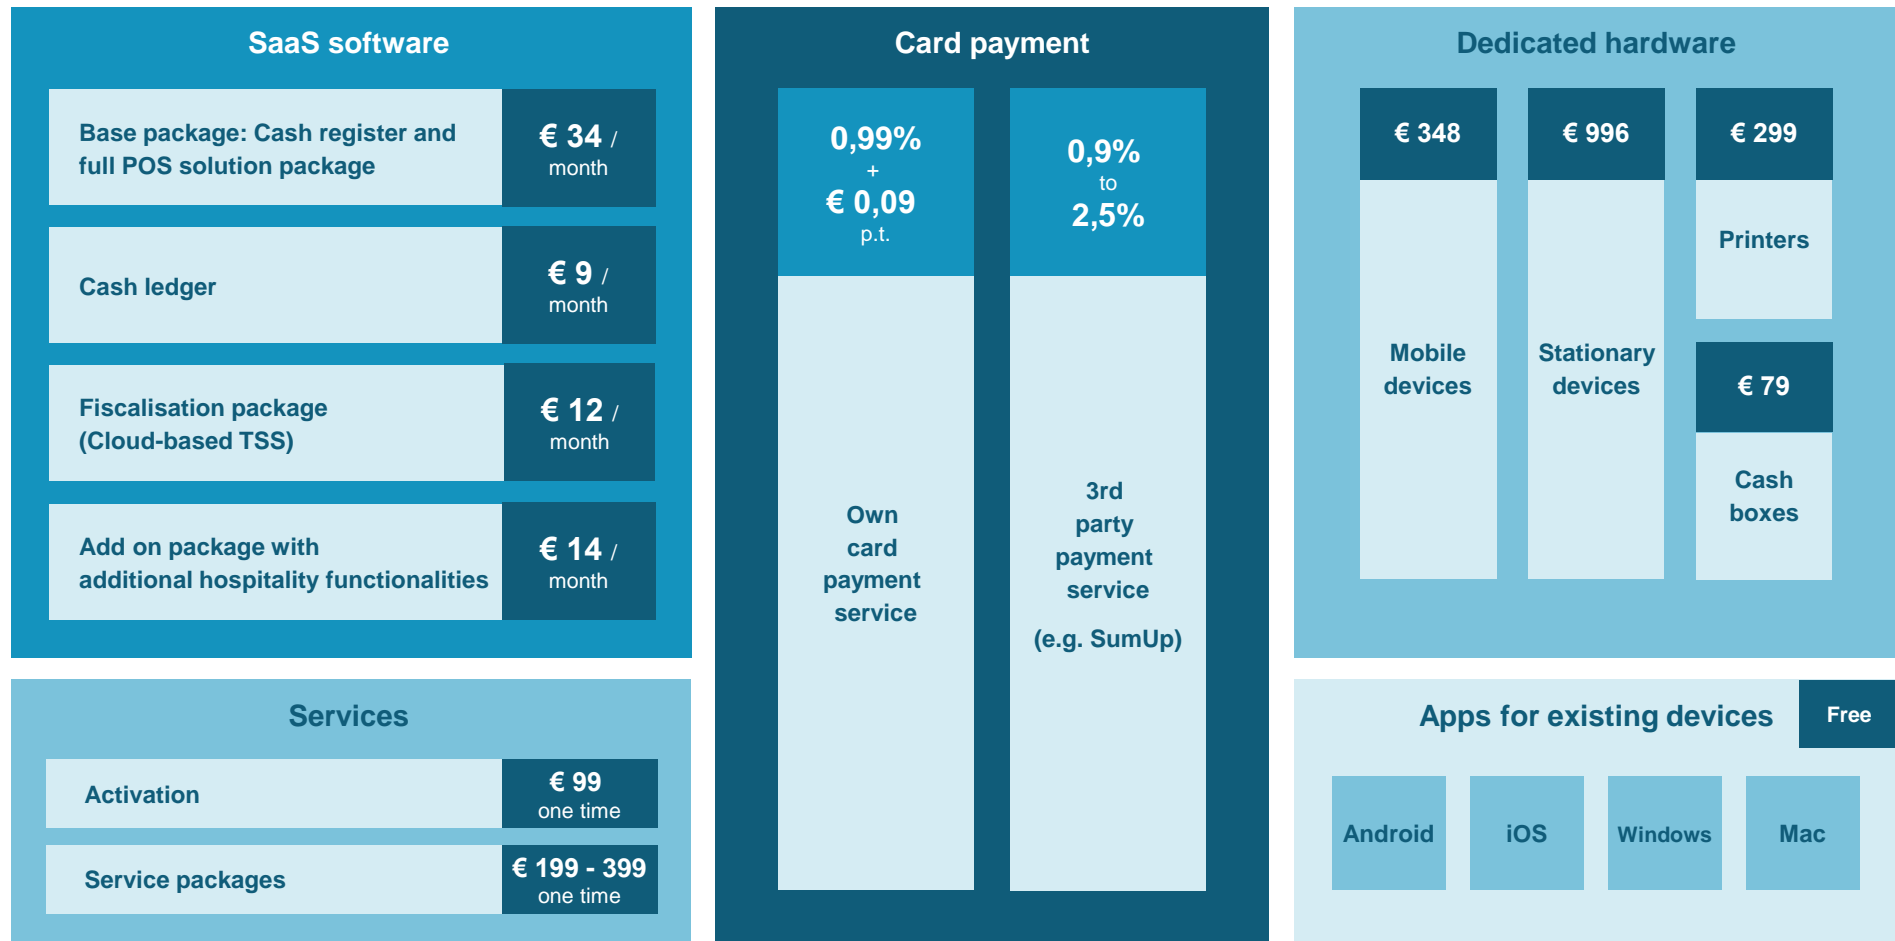 SaaS software
Base package: Cash register and
full POS solution package
€ 34 /
month
Cash ledger
€ 9 /
month
Fiscalisation package
(Cloud-based TSS)
€ 12 /
month
Add on package with
additional hospitality functionalities
€ 14 /
month
Services
Activation
€ 99
one time
Service packages
€ 199 - 399
one time
Card payment
0,99%
+
€ 0,09
p.t.
Own
card
payment
service
0,9%
to
2,5%
3rd
party
payment
service
(e.g. SumUp)
Dedicated hardware
€ 348
Mobile
devices
€ 996
Stationary
devices
€ 299
Printers
€ 79
Cash
boxes
Apps for existing devices
Free
Android
iOS
Windows
Mac